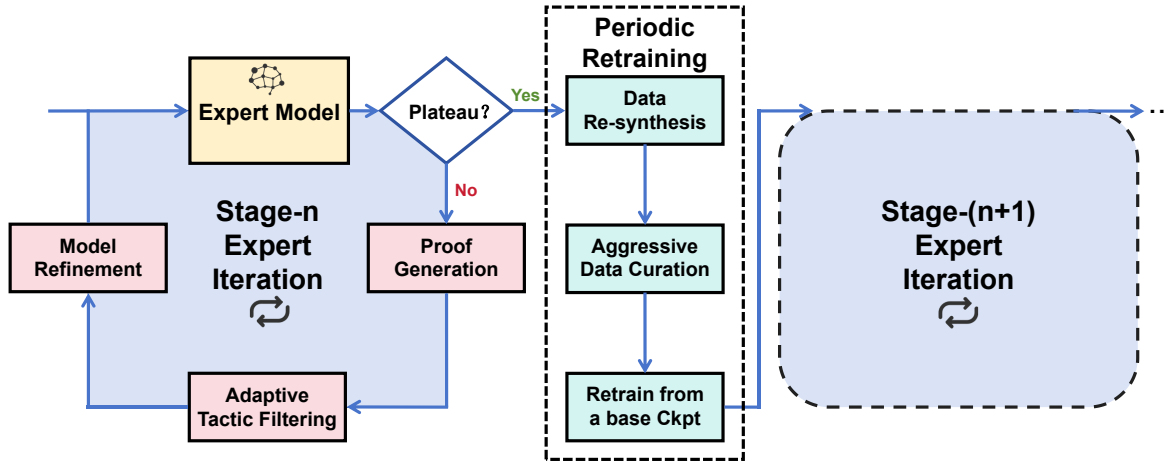 Periodic
Retraining
Expert Model
Plateau?
Yes
No
Data
Re-synthesis
Stage-n
Expert
Iteration
Model
Refinement
Proof
Generation
Aggressive
Data Curation
Stage-(n+1)
Expert
Iteration
Adaptive
Tactic Filtering
Retrain from
a base Ckpt
...